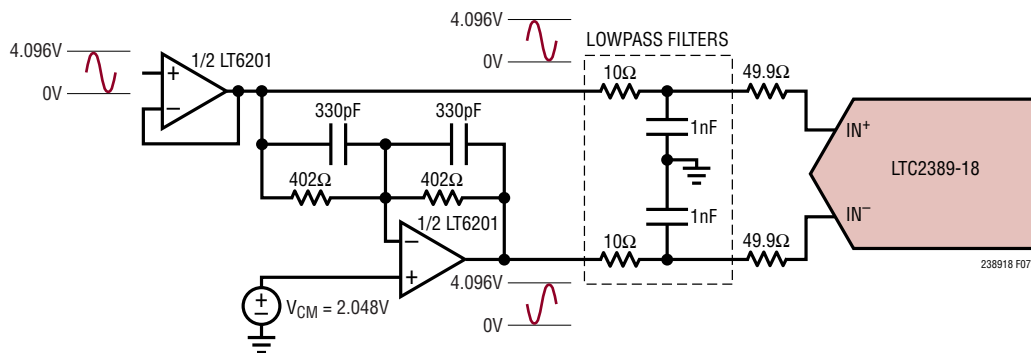 4.096V
0V
1/2 LT6201
+
−
4.096V
0V
LOWPASS FILTERS
10Ω
49.9Ω
330pF
330pF
1nF
IN+
402Ω
402Ω
LTC2389-18
1/2 LT6201
−
+
1nF
IN−
10Ω
49.9Ω
238918 F07
+
−
VCM = 2.048V
4.096V
0V